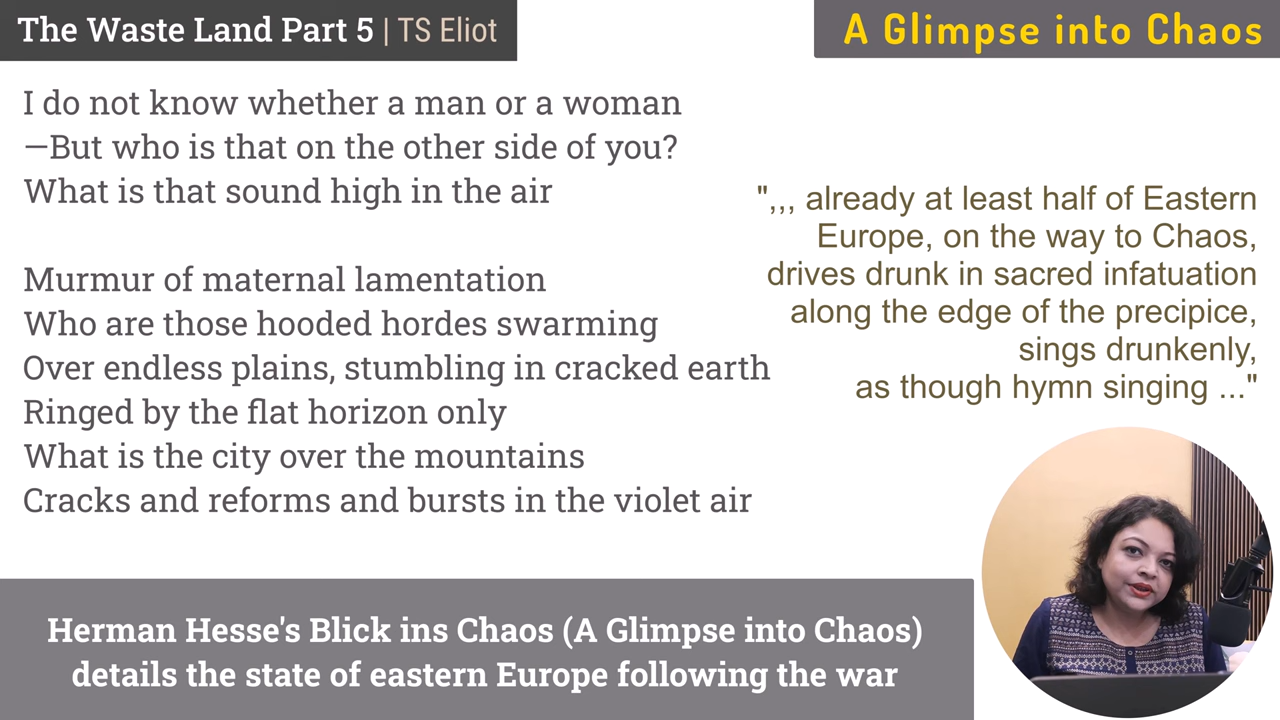 The Waste Land Part 5 | TS Eliot
A Glimpse into Chaos
I do not know whether a man or a woman
—But who is that on the other side of you?
What is that sound high in the air
Murmur of maternal lamentation
Who are those hooded hordes swarming
Over endless plains, stumbling in cracked earth
Ringed by the flat horizon only
What is the city over the mountains
Cracks and reforms and bursts in the violet air
",,, already at least half of Eastern
Europe, on the way to Chaos,
drives drunk in sacred infatuation
along the edge of the precipice,
sings drunkenly,
as though hymn singing ..."
Herman Hesse's Blick ins Chaos (A Glimpse into Chaos)
details the state of eastern Europe following the war